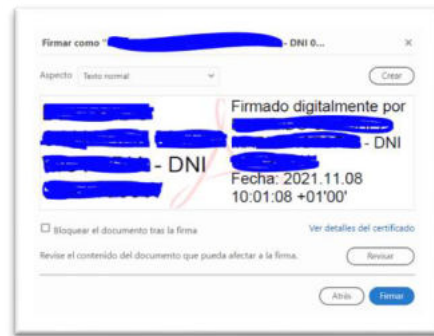 Firmar como "                    - DNI 0...
Aspecto Texto normal
Crear
- DNI
Firmado digitalmente por
- DNI
Fecha: 2021.11.08
10:01:08 +01'00'
Bloquear el documento tras la firma
Ver detalles del certificado
Revise el contenido del documento que pueda afectar a la firma.
Revisar
Atrás
Firmar